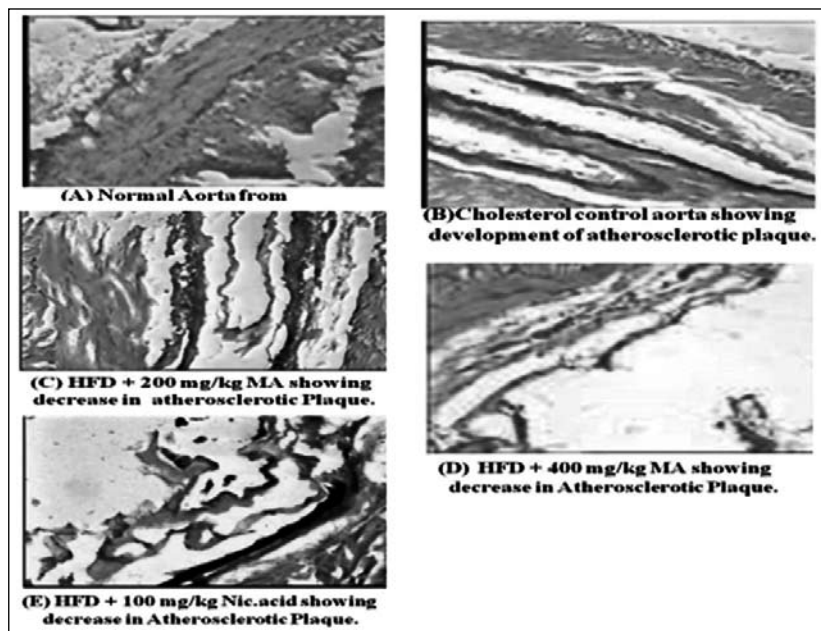 (A) Normal Aorta from
(B)Cholesterol control aorta showing
development of atherosclerotic plaque.
(C) HFD + 200 mg/kg MA showing
decrease in atherosclerotic Plaque.
(D) HFD + 400 mg/kg MA showing
decrease in Atherosclerotic Plaque.
(E) HFD + 100 mg/kg Nic.acid showing
decrease in Atherosclerotic Plaque.